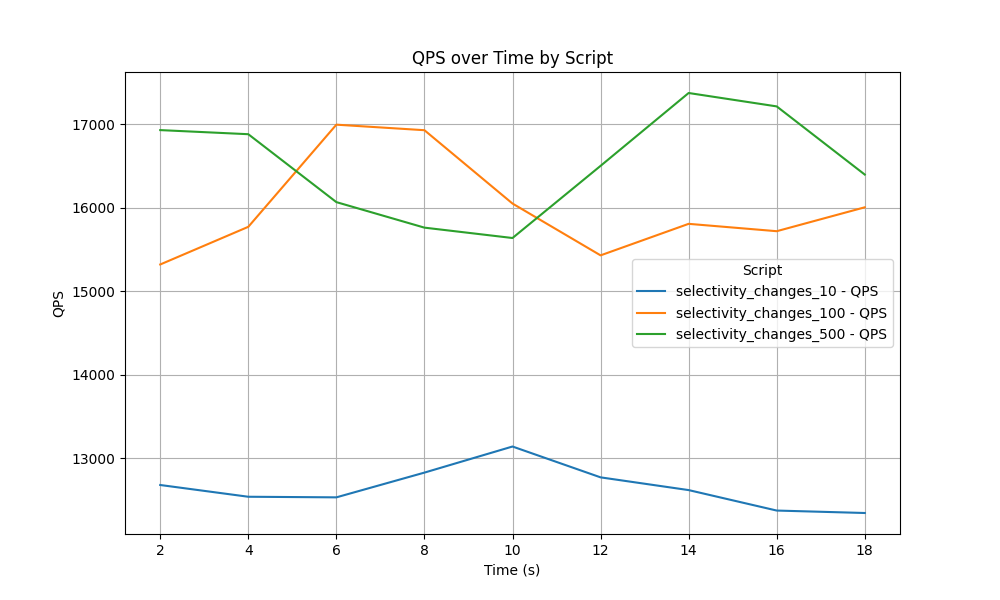 QPS over Time by Script
17000
16000
15000
14000
13000
QPS
Script
selectivity_changes_10 - QPS
selectivity_changes_100 - QPS
selectivity_changes_500 - QPS
2 4 6 8 10 12 14 16 18
Time (s)